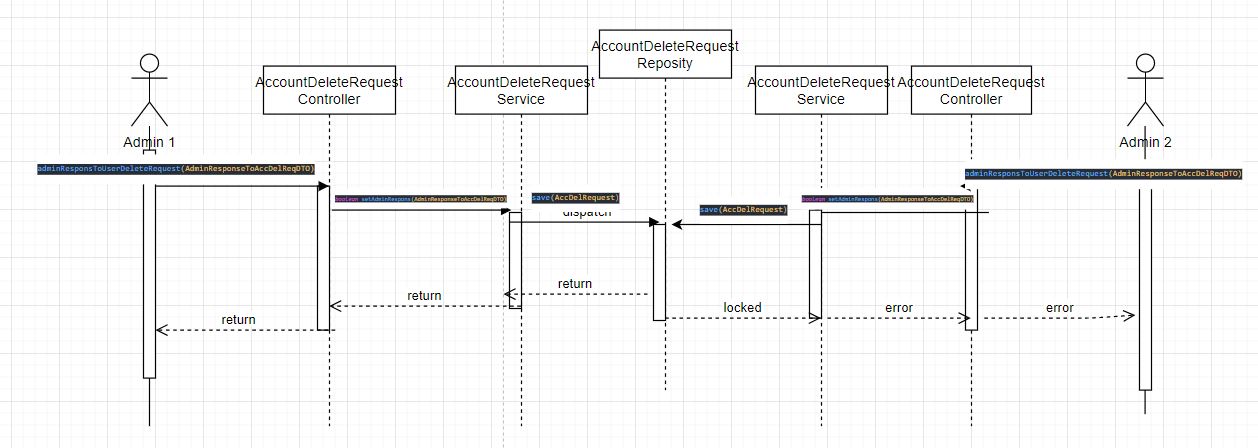 AccountDeleteRequest
Reposity
AccountDeleteRequest
Controller
AccountDeleteRequest
Service
AccountDeleteRequest
Service
AccountDeleteRequest
Controller
Admin 1
Admin 2
adminResponsToUserDeleteRequest(AdminResponseToAccDelReqDTO)
adminResponsToUserDeleteRequest(AdminResponseToAccDelReqDTO)
boolean setAdminRespons(AdminResponseToAccDelReqDTO)
save(AccDelRequest)
boolean setAdminRespons(AdminResponseToAccDelReqDTO)
dispatch
save(AccDelRequest)
return
return
return
locked
error
error